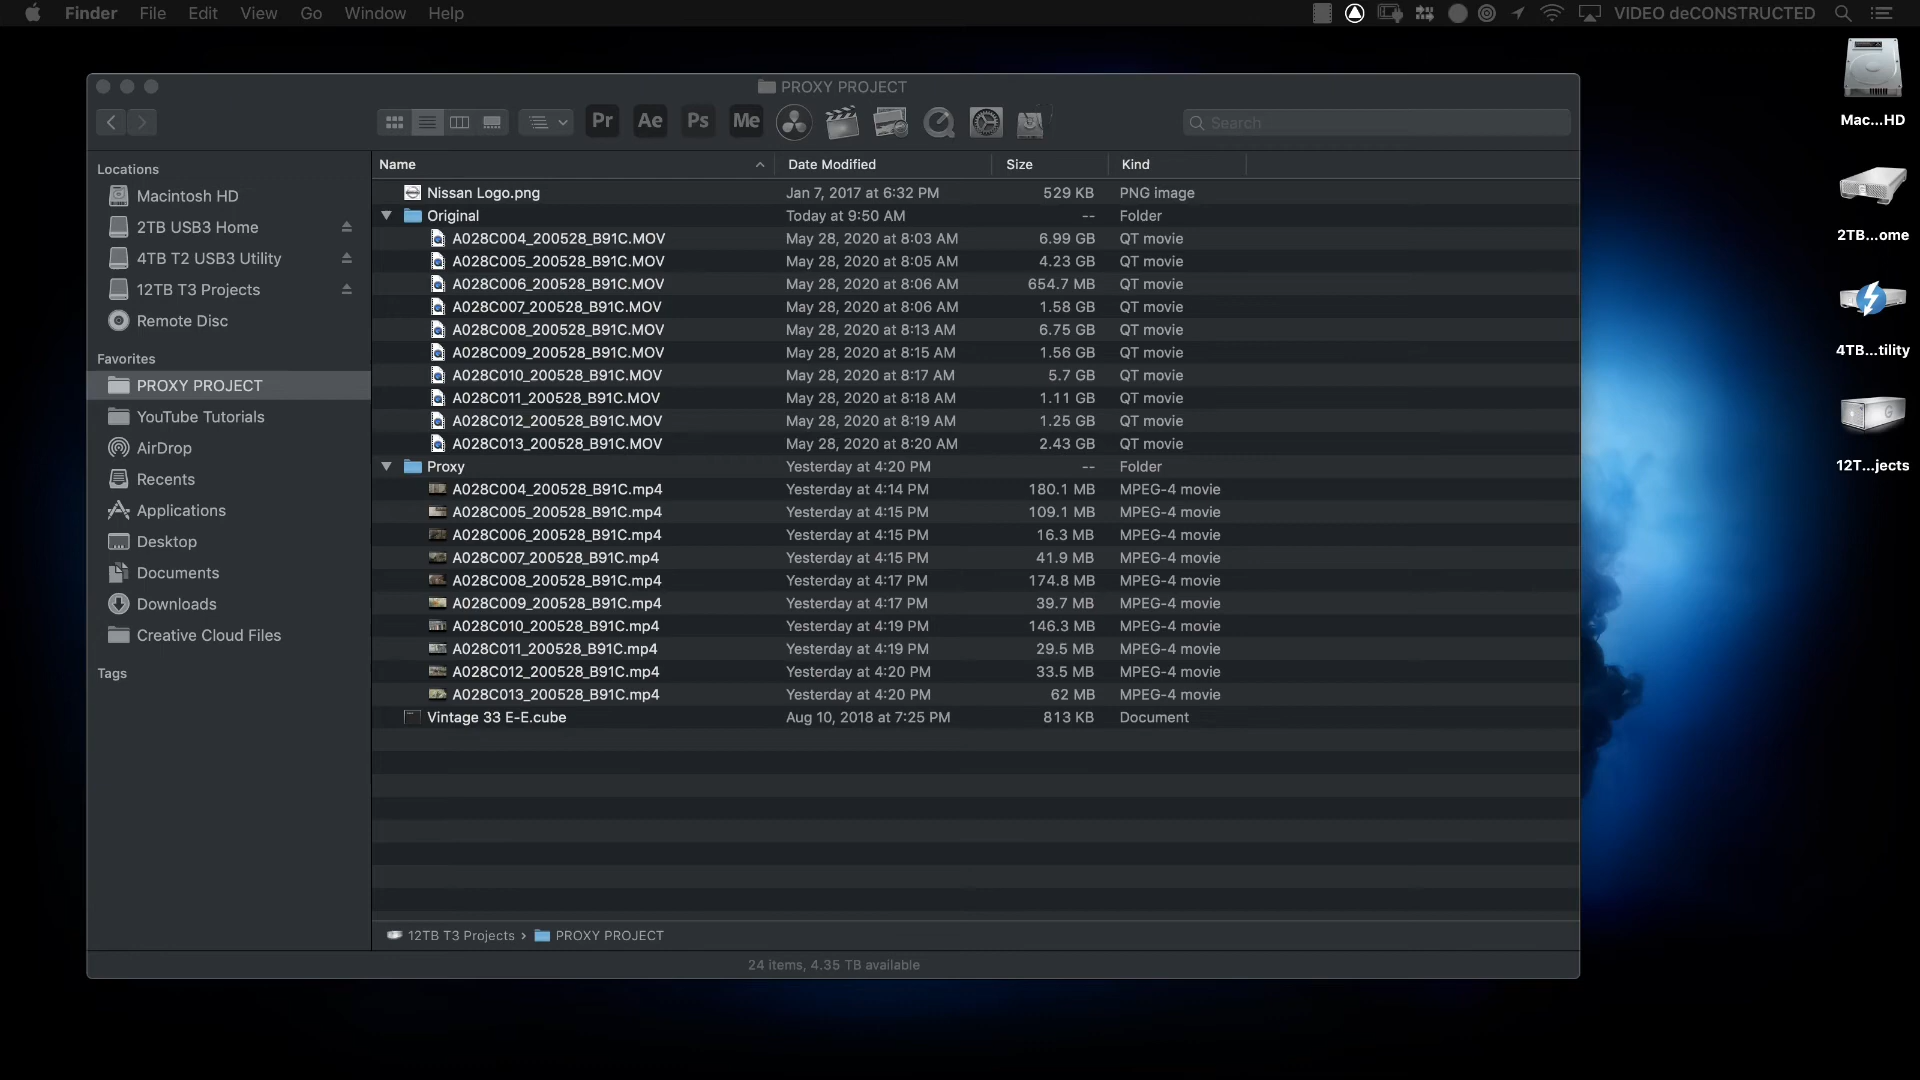 Finder File Edit View Go Window Help VIDEO deCONSTRUCTED
PROXY PROJECT
Pr Ae Ps Me Search
Name Date Modified Size Kind
Locations
Macintosh HD
2TB USB3 Home
4TB T2 USB3 Utility
12TB T3 Projects
Remote Disc
Favorites
PROXY PROJECT
YouTube Tutorials
AirDrop
Recents
Applications
Desktop
Documents
Downloads
Creative Cloud Files
Tags
Nissan Logo.png Jan 7, 2017 at 6:32 PM 529 KB PNG image
Original Today at 9:50 AM -- Folder
A028C004_200528_B91C.MOV May 28, 2020 at 8:03 AM 6.99 GB QT movie
A028C005_200528_B91C.MOV May 28, 2020 at 8:05 AM 4.23 GB QT movie
A028C006_200528_B91C.MOV May 28, 2020 at 8:06 AM 654.7 MB QT movie
A028C007_200528_B91C.MOV May 28, 2020 at 8:06 AM 1.58 GB QT movie
A028C008_200528_B91C.MOV May 28, 2020 at 8:13 AM 6.75 GB QT movie
A028C009_200528_B91C.MOV May 28, 2020 at 8:15 AM 1.56 GB QT movie
A028C010_200528_B91C.MOV May 28, 2020 at 8:17 AM 5.7 GB QT movie
A028C011_200528_B91C.MOV May 28, 2020 at 8:18 AM 1.11 GB QT movie
A028C012_200528_B91C.MOV May 28, 2020 at 8:19 AM 1.25 GB QT movie
A028C013_200528_B91C.MOV May 28, 2020 at 8:20 AM 2.43 GB QT movie
Proxy Yesterday at 4:20 PM -- Folder
A028C004_200528_B91C.mp4 Yesterday at 4:14 PM 180.1 MB MPEG-4 movie
A028C005_200528_B91C.mp4 Yesterday at 4:15 PM 109.1 MB MPEG-4 movie
A028C006_200528_B91C.mp4 Yesterday at 4:15 PM 16.3 MB MPEG-4 movie
A028C007_200528_B91C.mp4 Yesterday at 4:15 PM 41.9 MB MPEG-4 movie
A028C008_200528_B91C.mp4 Yesterday at 4:17 PM 174.8 MB MPEG-4 movie
A028C009_200528_B91C.mp4 Yesterday at 4:17 PM 39.7 MB MPEG-4 movie
A028C010_200528_B91C.mp4 Yesterday at 4:19 PM 146.3 MB MPEG-4 movie
A028C011_200528_B91C.mp4 Yesterday at 4:19 PM 29.5 MB MPEG-4 movie
A028C012_200528_B91C.mp4 Yesterday at 4:20 PM 33.5 MB MPEG-4 movie
A028C013_200528_B91C.mp4 Yesterday at 4:20 PM 62 MB MPEG-4 movie
Vintage 33 E-E.cube Aug 10, 2018 at 7:25 PM 813 KB Document
12TB T3 Projects › PROXY PROJECT
24 items, 4.35 TB available
Mac...HD
2TB...ome
4TB...tility
12T...jects